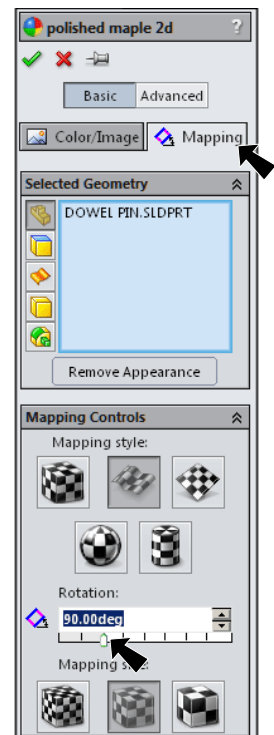 polished maple 2d ?
Basic Advanced
Color/Image Mapping
Selected Geometry
DOWEL PIN.SLDPRT
Remove Appearance
Mapping Controls
Mapping style:
Rotation:
90.00deg
Mapping